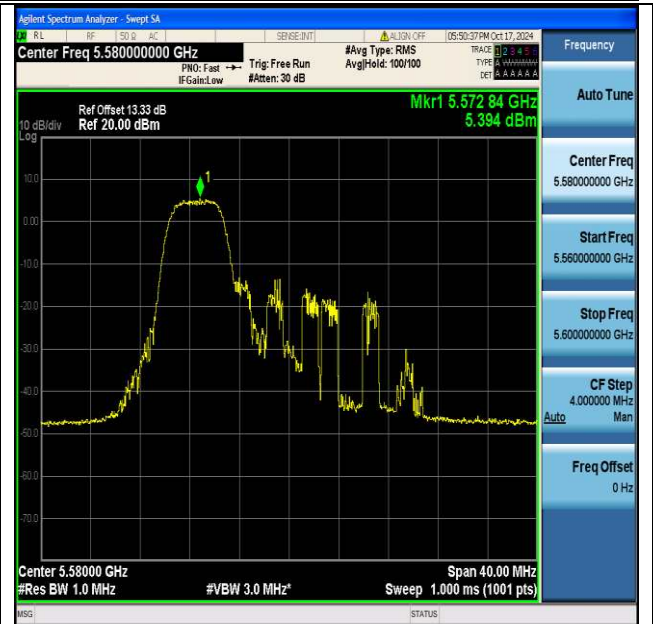 Agilent Spectrum Analyzer - Swept SA
RL RF 50 Ω AC SENSE:INT ALIGN OFF 05:50:37PM Oct 17, 2024
Center Freq 5.580000000 GHz
PNO: Fast
IFGain:Low
Trig: Free Run
#Atten: 30 dB
#Avg Type: RMS
Avg|Hold: 100/100
TRACE 1 2 3 4 5 6
TYPE A
DET A A A A A A
Frequency
Mkr1 5.572 84 GHz
5.394 dBm
Ref Offset 13.33 dB
10 dB/div Ref 20.00 dBm
Log
1
10.0
0.00
-10.0
-20.0
-30.0
-40.0
-50.0
-60.0
-70.0
Center 5.58000 GHz Span 40.00 MHz
#Res BW 1.0 MHz #VBW 3.0 MHz* Sweep 1.000 ms (1001 pts)
Auto Tune
Center Freq
5.580000000 GHz
Start Freq
5.560000000 GHz
Stop Freq
5.600000000 GHz
CF Step
4.000000 MHz
Auto Man
Freq Offset
0 Hz
MSG STATUS